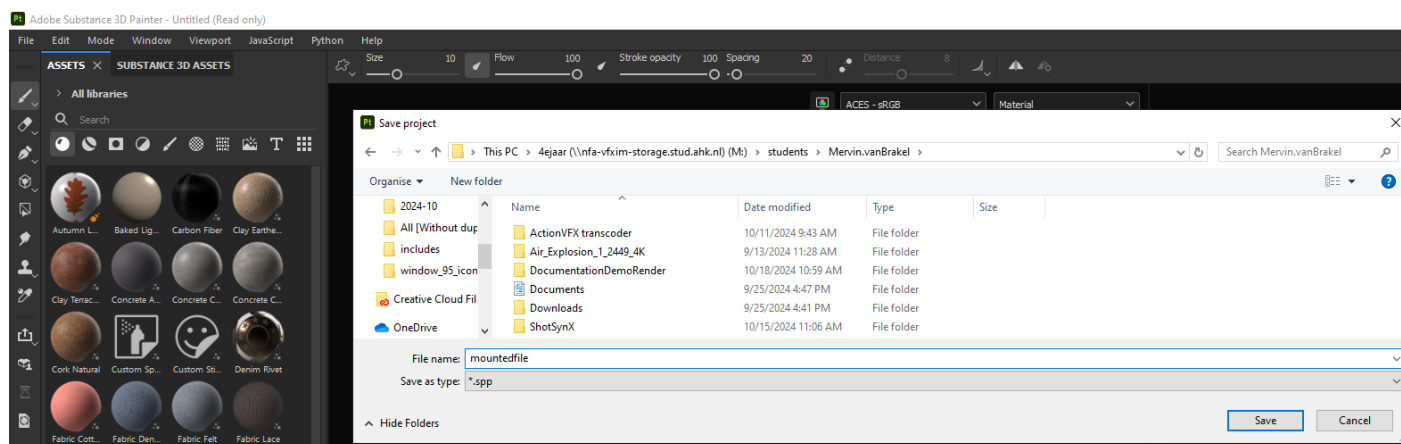 Pt Adobe Substance 3D Painter - Untitled (Read only)
File Edit Mode Window Viewport JavaScript Python Help
ASSETS × SUBSTANCE 3D ASSETS
Size 10 Flow 100 Stroke opacity 100 Spacing 20 Distance 8
> All libraries
ACES - sRGB Material
Search
Pt Save project
> This PC > 4ejaar (\\nfa-vfxim-storage.stud.ahk.nl) (M:) > students > Mervin.vanBrakel >
Search Mervin.vanBrakel
Organise New folder
2024-10
All [Without dup
includes
window_95_icon
Creative Cloud Fil
OneDrive
Name Date modified Type Size
ActionVFX transcoder 10/11/2024 9:43 AM File folder
Air_Explosion_1_2449_4K 9/13/2024 11:28 AM File folder
DocumentationDemoRender 10/18/2024 10:59 AM File folder
Documents 9/25/2024 4:47 PM File folder
Downloads 9/25/2024 4:41 PM File folder
ShotSynX 10/15/2024 11:06 AM File folder
Autumn L... Baked Lig... Carbon Fiber Clay Earthe...
Clay Terrac... Concrete A... Concrete C... Concrete C...
Cork Natural Custom Sp... Custom Sti... Denim Rivet
Fabric Cott... Fabric Den... Fabric Felt Fabric Lace
File name: mountedfile
Save as type: *.spp
Hide Folders
Save Cancel